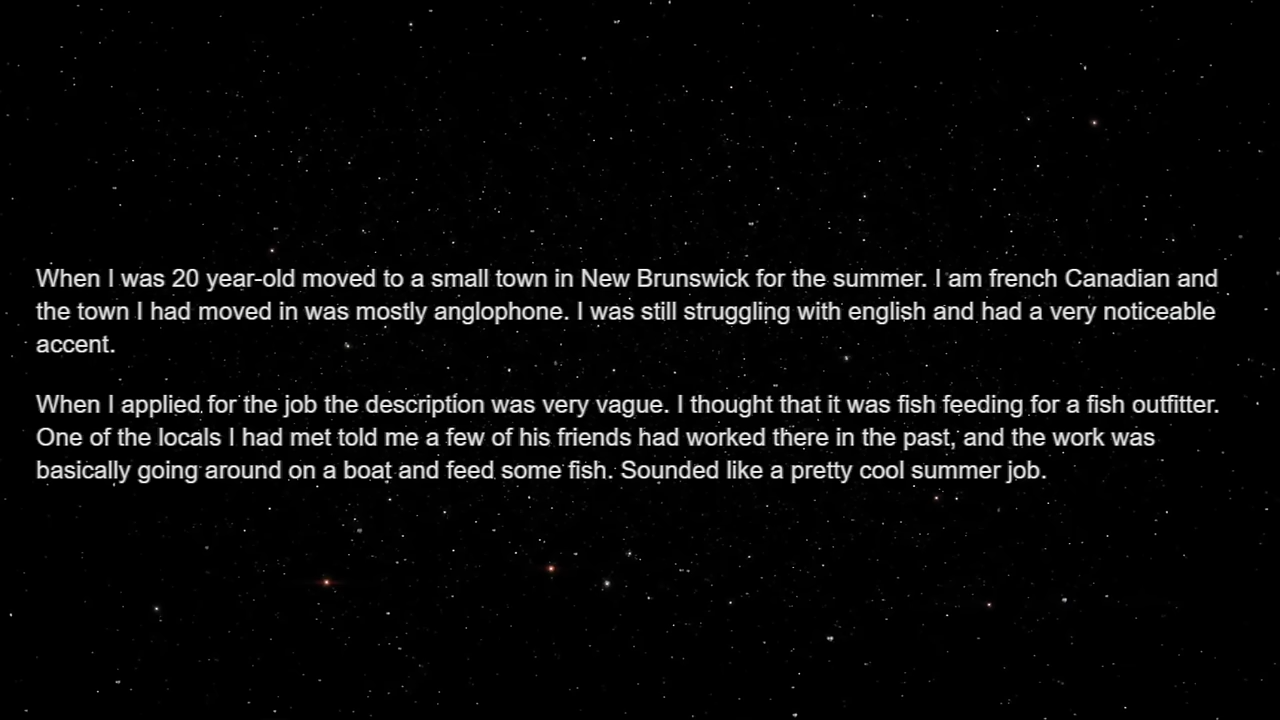 When I was 20 year-old moved to a small town in New Brunswick for the summer. I am french Canadian and
the town I had moved in was mostly anglophone. I was still struggling with english and had a very noticeable
accent.
When I applied for the job the description was very vague. I thought that it was fish feeding for a fish outfitter.
One of the locals I had met told me a few of his friends had worked there in the past, and the work was
basically going around on a boat and feed some fish. Sounded like a pretty cool summer job.